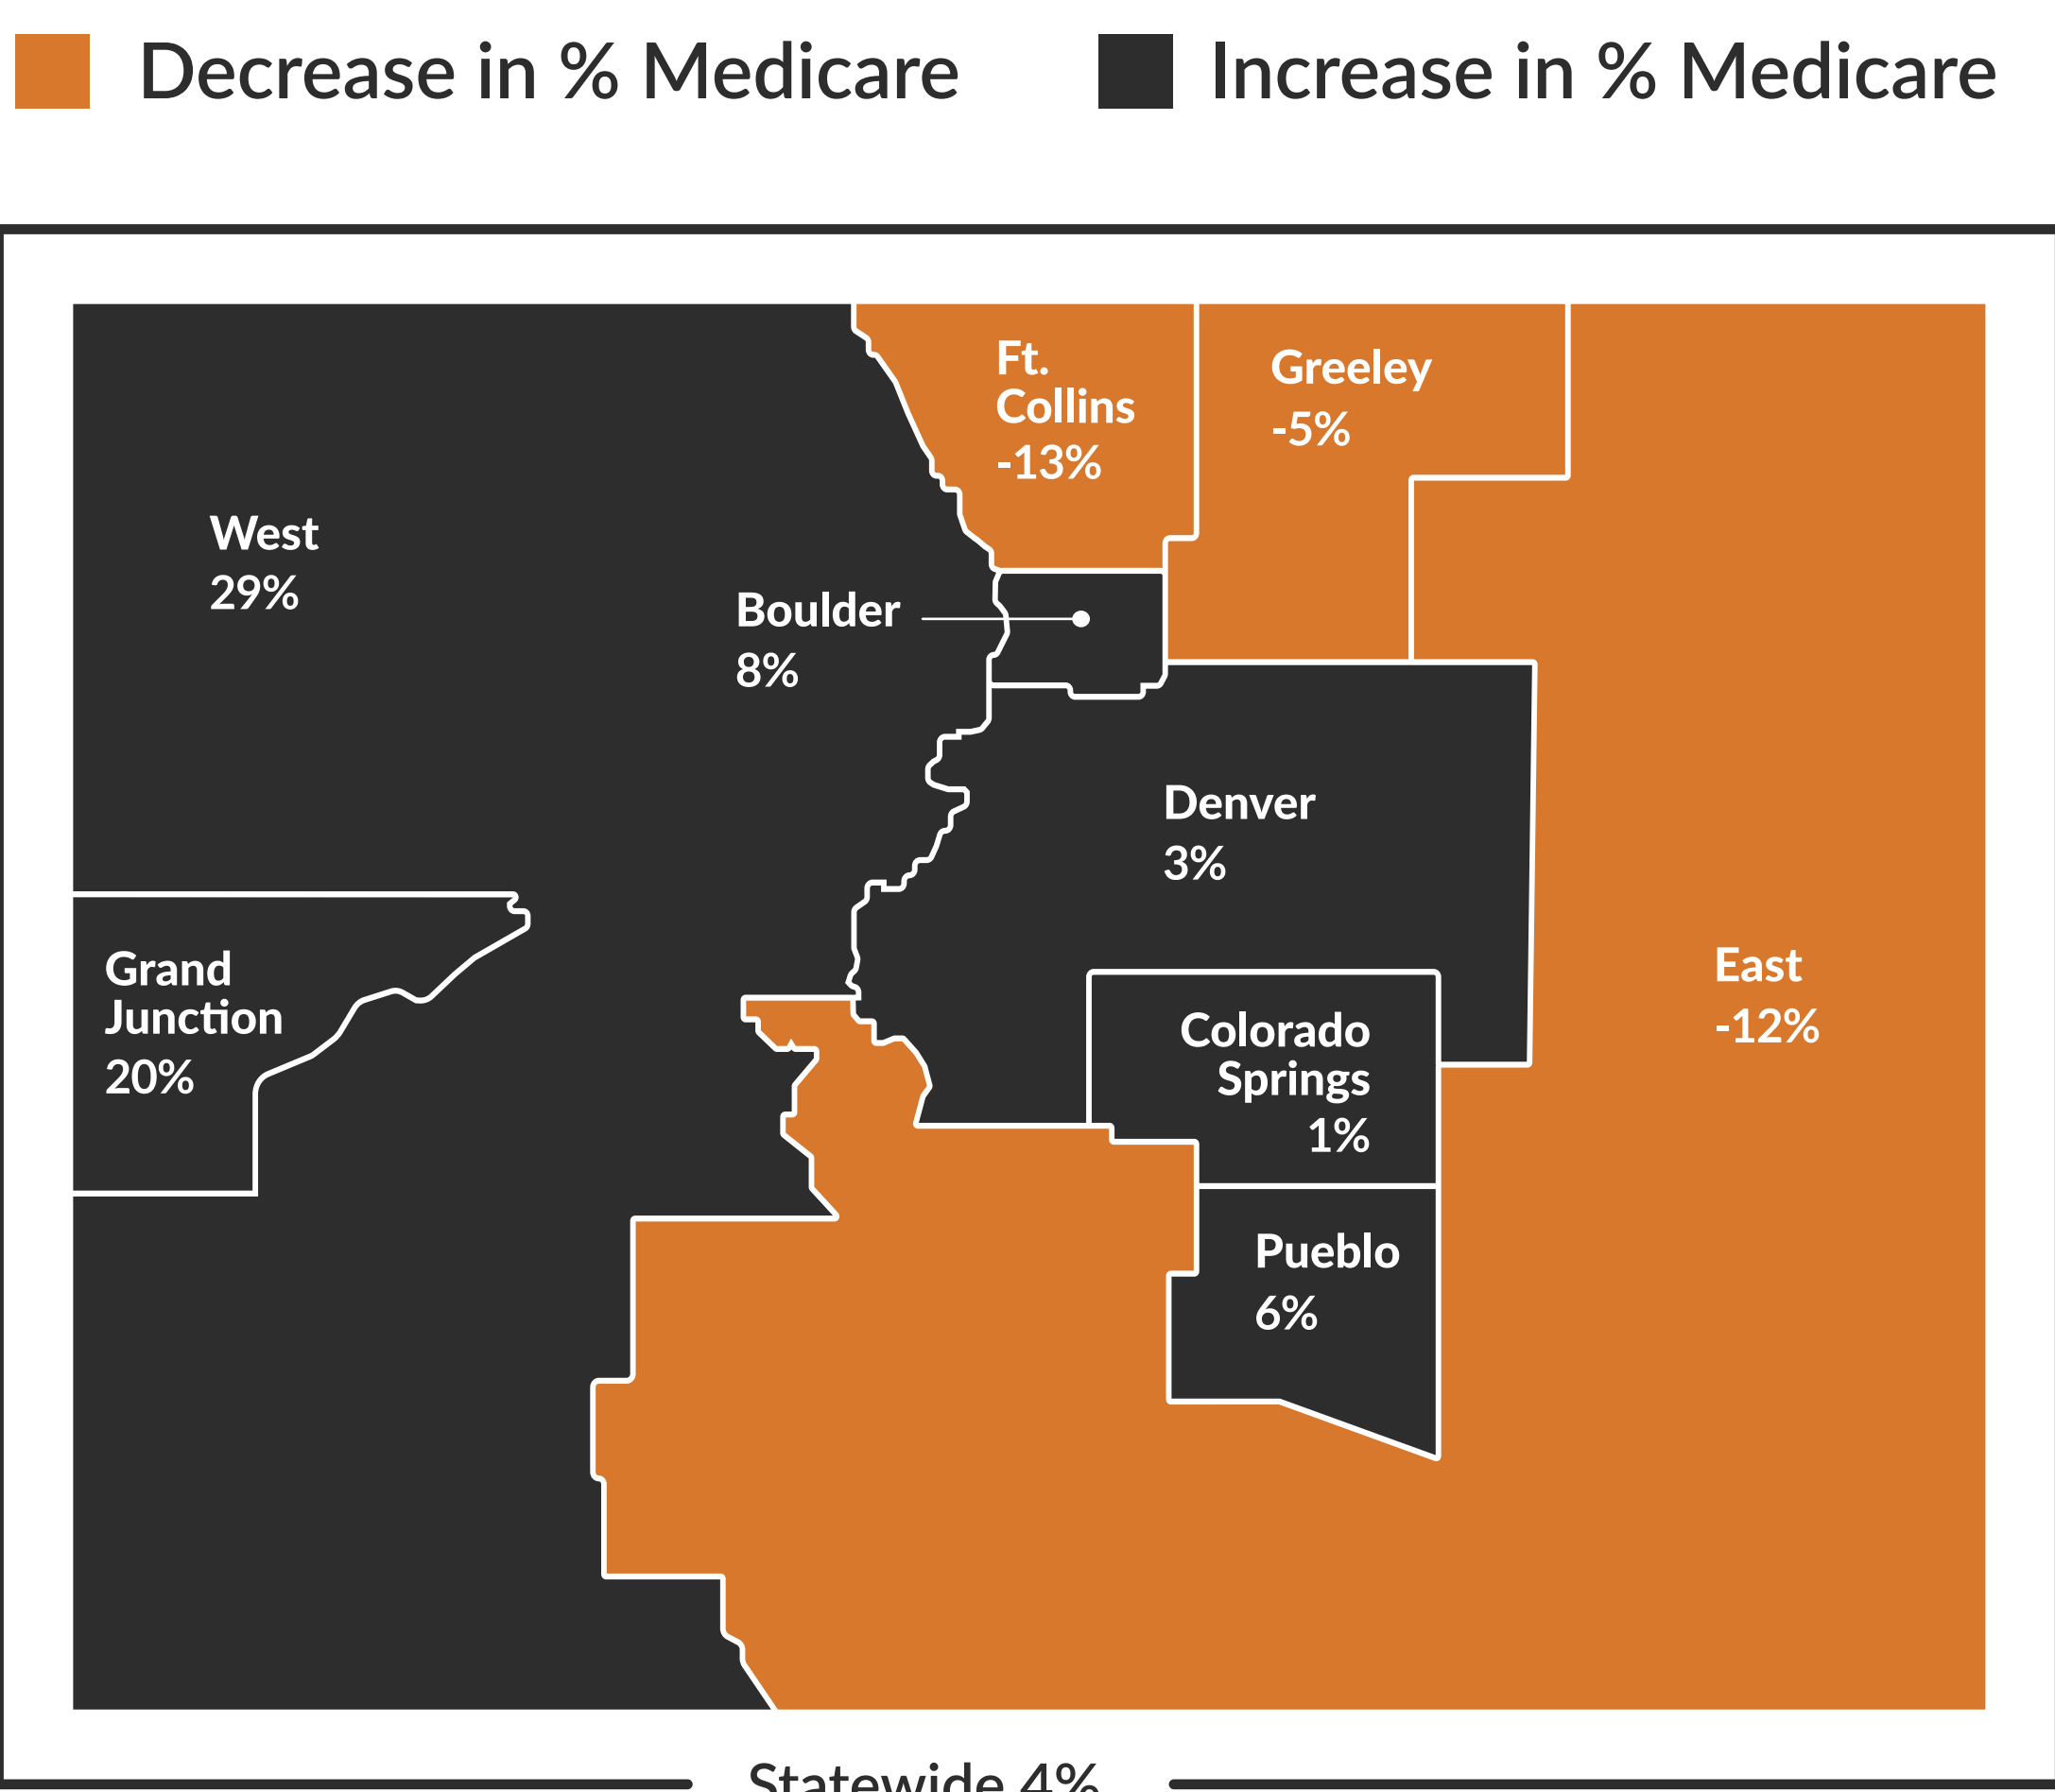 Decrease in % Medicare
Increase in % Medicare
Ft.
Collins
-13%
Greeley
-5%
West
29%
Boulder
8%
Denver
3%
Grand
Junction
20%
Colorado
Springs
1%
East
-12%
Pueblo
6%
Statewide 4%